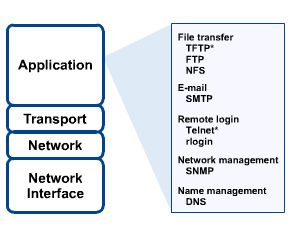 Application
Transport
Network
Network
Interface
File transfer
TFTP*
FTP
NFS
E-mail
SMTP
Remote login
Telnet*
rlogin
Network management
SNMP
Name management
DNS